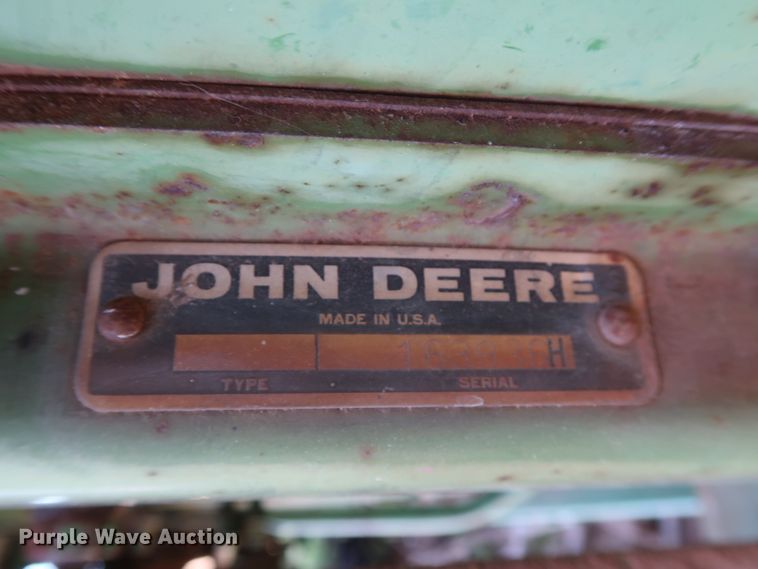 JOHN DEERE
MADE IN U.S.A.
TYPE SERIAL
Purple Wave Auction